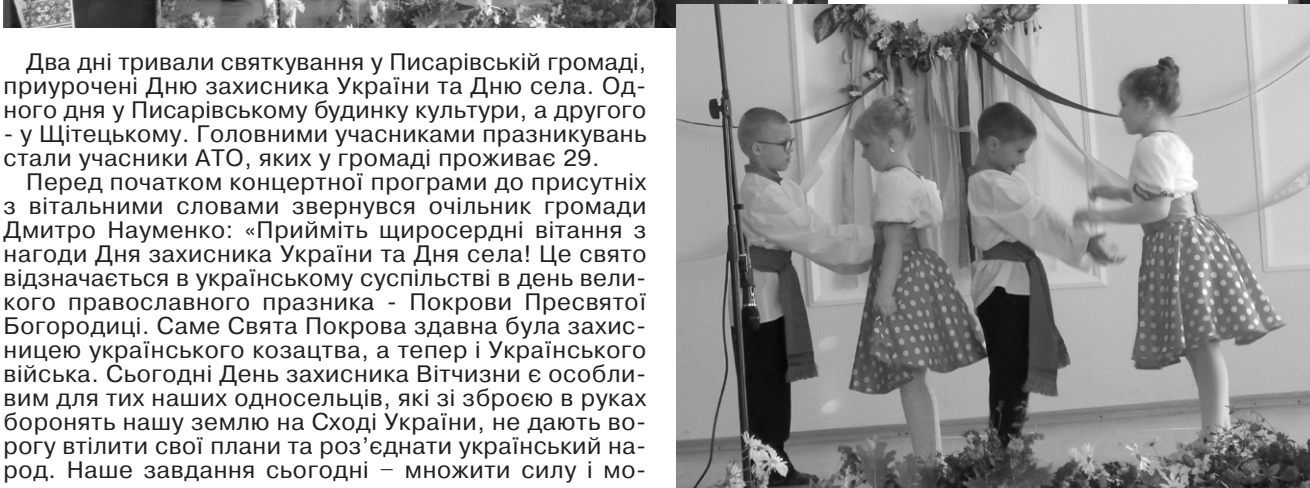 Два дні тривали святкування у Писарівській громаді,
приурочені Дню захисника України та Дню села. Од-
ного дня у Писарівському будинку культури, а другого
- у Щітецькому. Головними учасниками празникувань
стали учасники АТО, яких у громаді проживає 29.
Перед початком концертної програми до присутніх
з вітальними словами звернувся очільник громади
Дмитро Науменко: «Прийміть щиросердні вітання з
нагоди Дня захисника України та Дня села! Це свято
відзначається в українському суспільстві в день вели-
кого православного празника - Покрови Пресвятої
Богородиці. Саме Свята Покрова здавна була захис-
ницею українського козацтва, а тепер і Українського
війська. Сьогодні День захисника Вітчизни є особли-
вим для тих наших односельців, які зі зброєю в руках
боронять нашу землю на Сході України, не дають во-
рогу втілити свої плани та роз’єднати український на-
род. Наше завдання сьогодні – множити силу і мо-